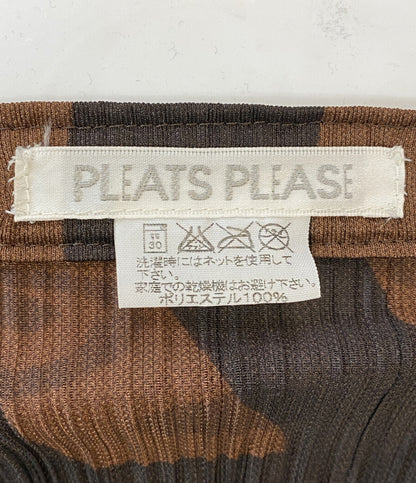 PLEATS PLEASE
30
洗濯時にはネットを使用して
下さい。
家庭での乾燥機はお避け下さい。
ポリエステル100%